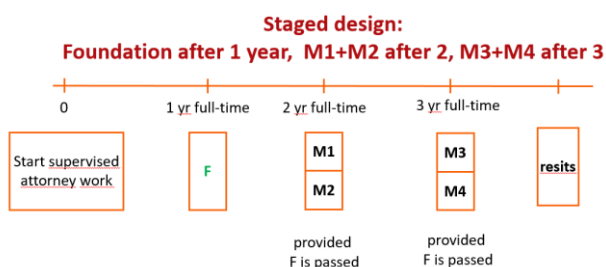 Staged design:
Foundation after 1 year, M1+M2 after 2, M3+M4 after 3
0
1 yr full-time
2 yr full-time
3 yr full-time
Start supervised
attorney work
F
M1
M2
M3
M4
resits
provided
F is passed
provided
F is passed